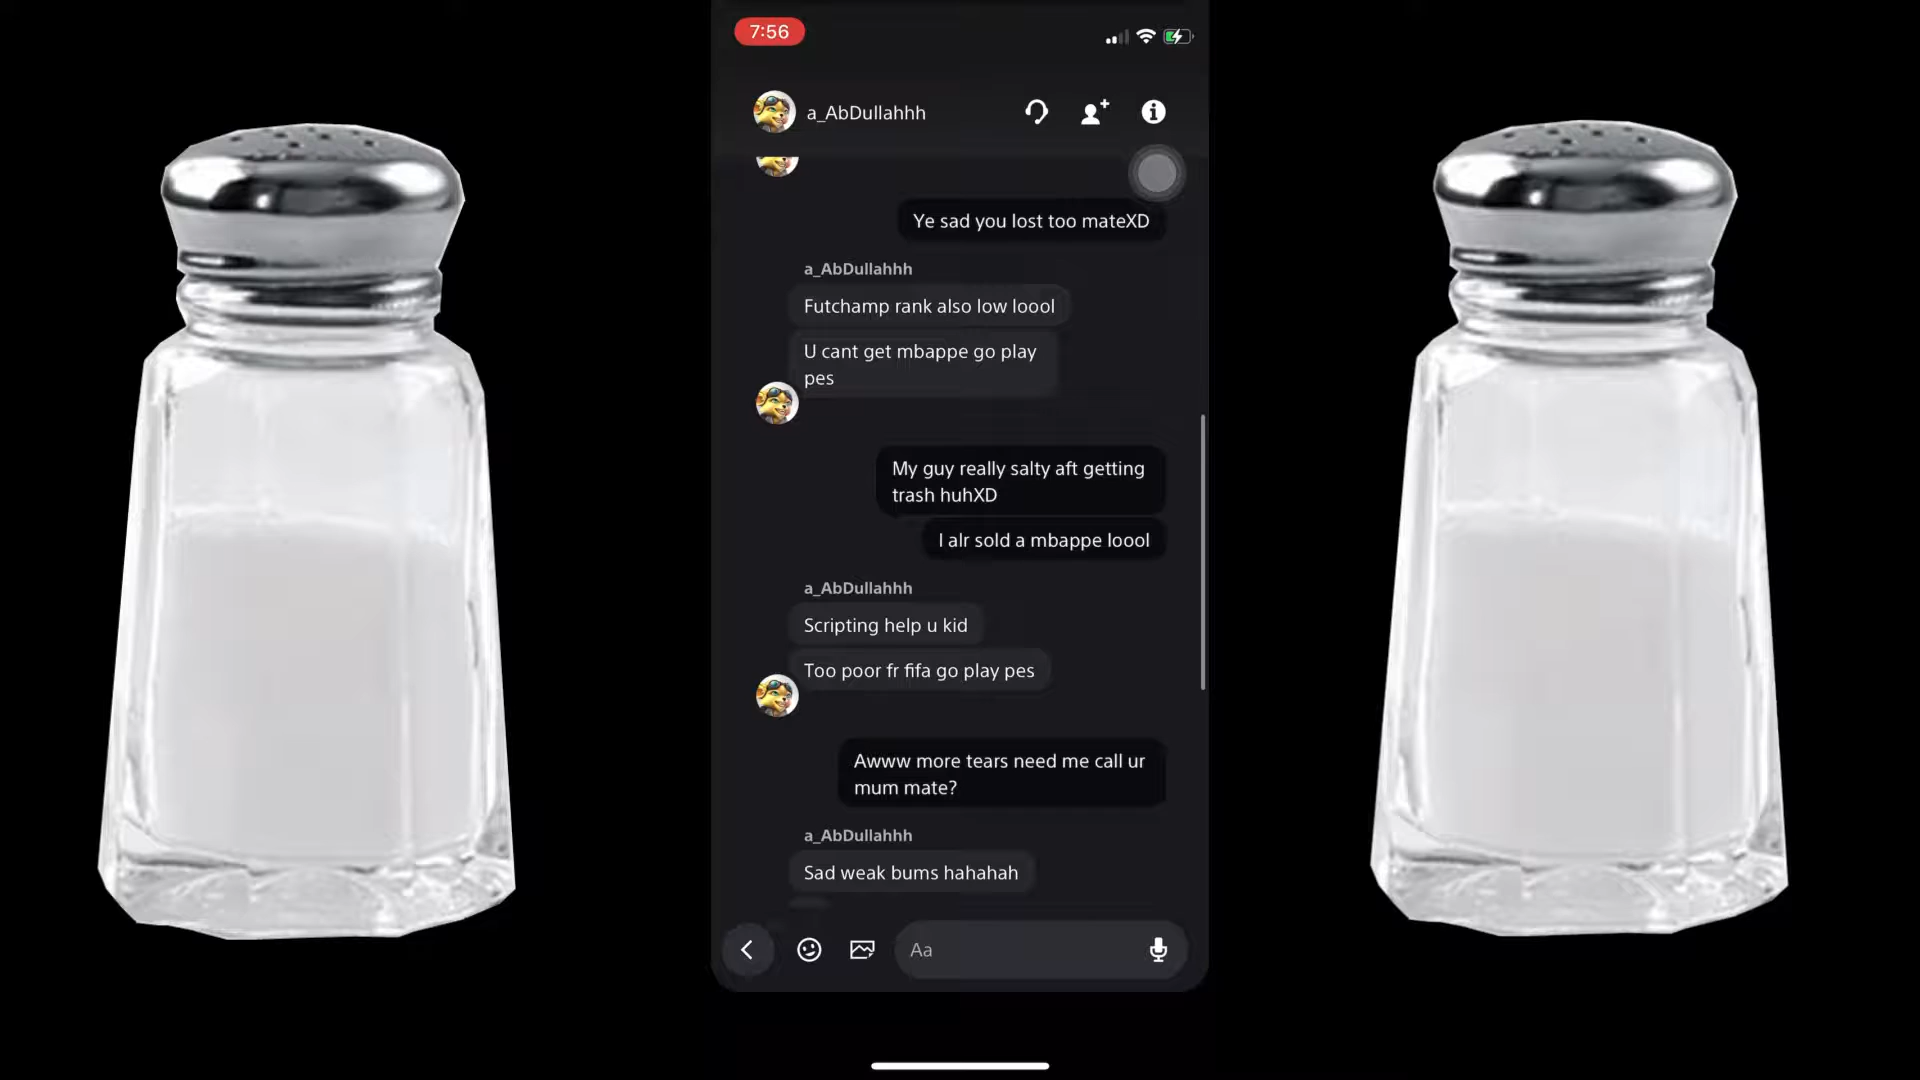 7:56
a_AbDullahhh
Ye sad you lost too mateXD
a_AbDullahhh
Futchamp rank also low loool
U cant get mbappe go play
pes
My guy really salty aft getting
trash huhXD
I alr sold a mbappe loool
a_AbDullahhh
Scripting help u kid
Too poor fr fifa go play pes
Awww more tears need me call ur
mum mate?
a_AbDullahhh
Sad weak bums hahahah
Aa